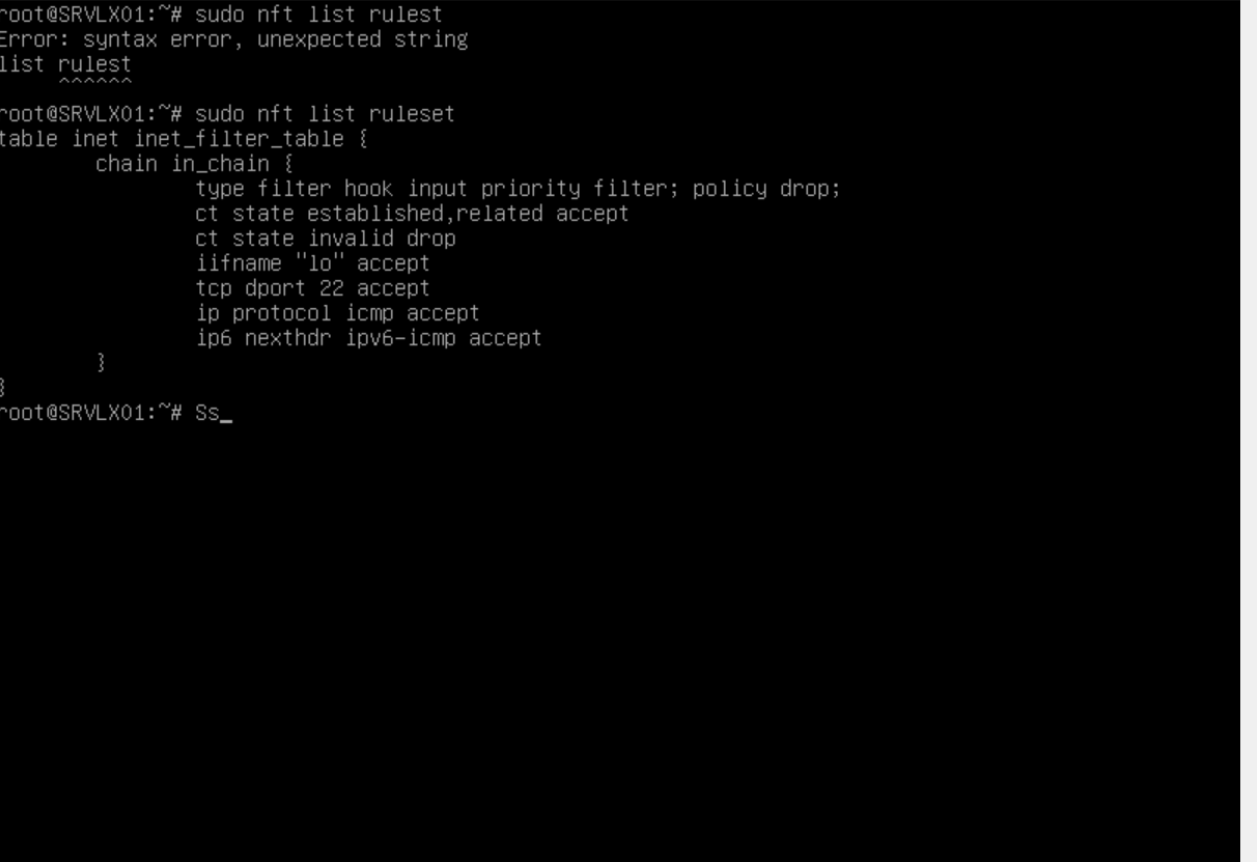 root@SRVLX01:~# sudo nft list rulest
Error: syntax error, unexpected string
list rulest
     ^^^^^^
root@SRVLX01:~# sudo nft list ruleset
table inet inet_filter_table {
        chain in_chain {
                type filter hook input priority filter; policy drop;
                ct state established,related accept
                ct state invalid drop
                iifname "lo" accept
                tcp dport 22 accept
                ip protocol icmp accept
                ip6 nexthdr ipv6-icmp accept
        }
}
root@SRVLX01:~# Ss_